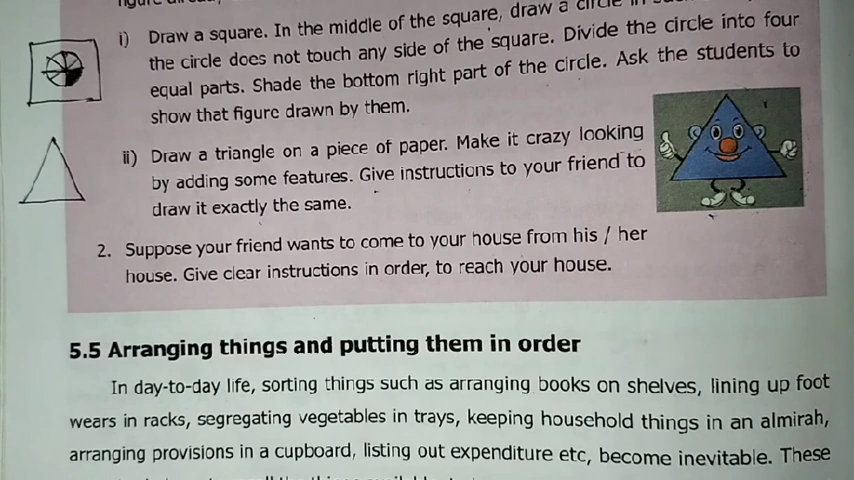 figure
i) Draw a square. In the middle of the square, draw a circle in
the circle does not touch any side of the square. Divide the circle into four
equal parts. Shade the bottom right part of the circle. Ask the students to
show that figure drawn by them.
ii) Draw a triangle on a piece of paper. Make it crazy looking
by adding some features. Give instructions to your friend to
draw it exactly the same.
2. Suppose your friend wants to come to your house from his / her
house. Give clear instructions in order, to reach your house.
5.5 Arranging things and putting them in order
In day-to-day life, sorting things such as arranging books on shelves, lining up foot
wears in racks, segregating vegetables in trays, keeping household things in an almirah,
arranging provisions in a cupboard, listing out expenditure etc, become inevitable. These